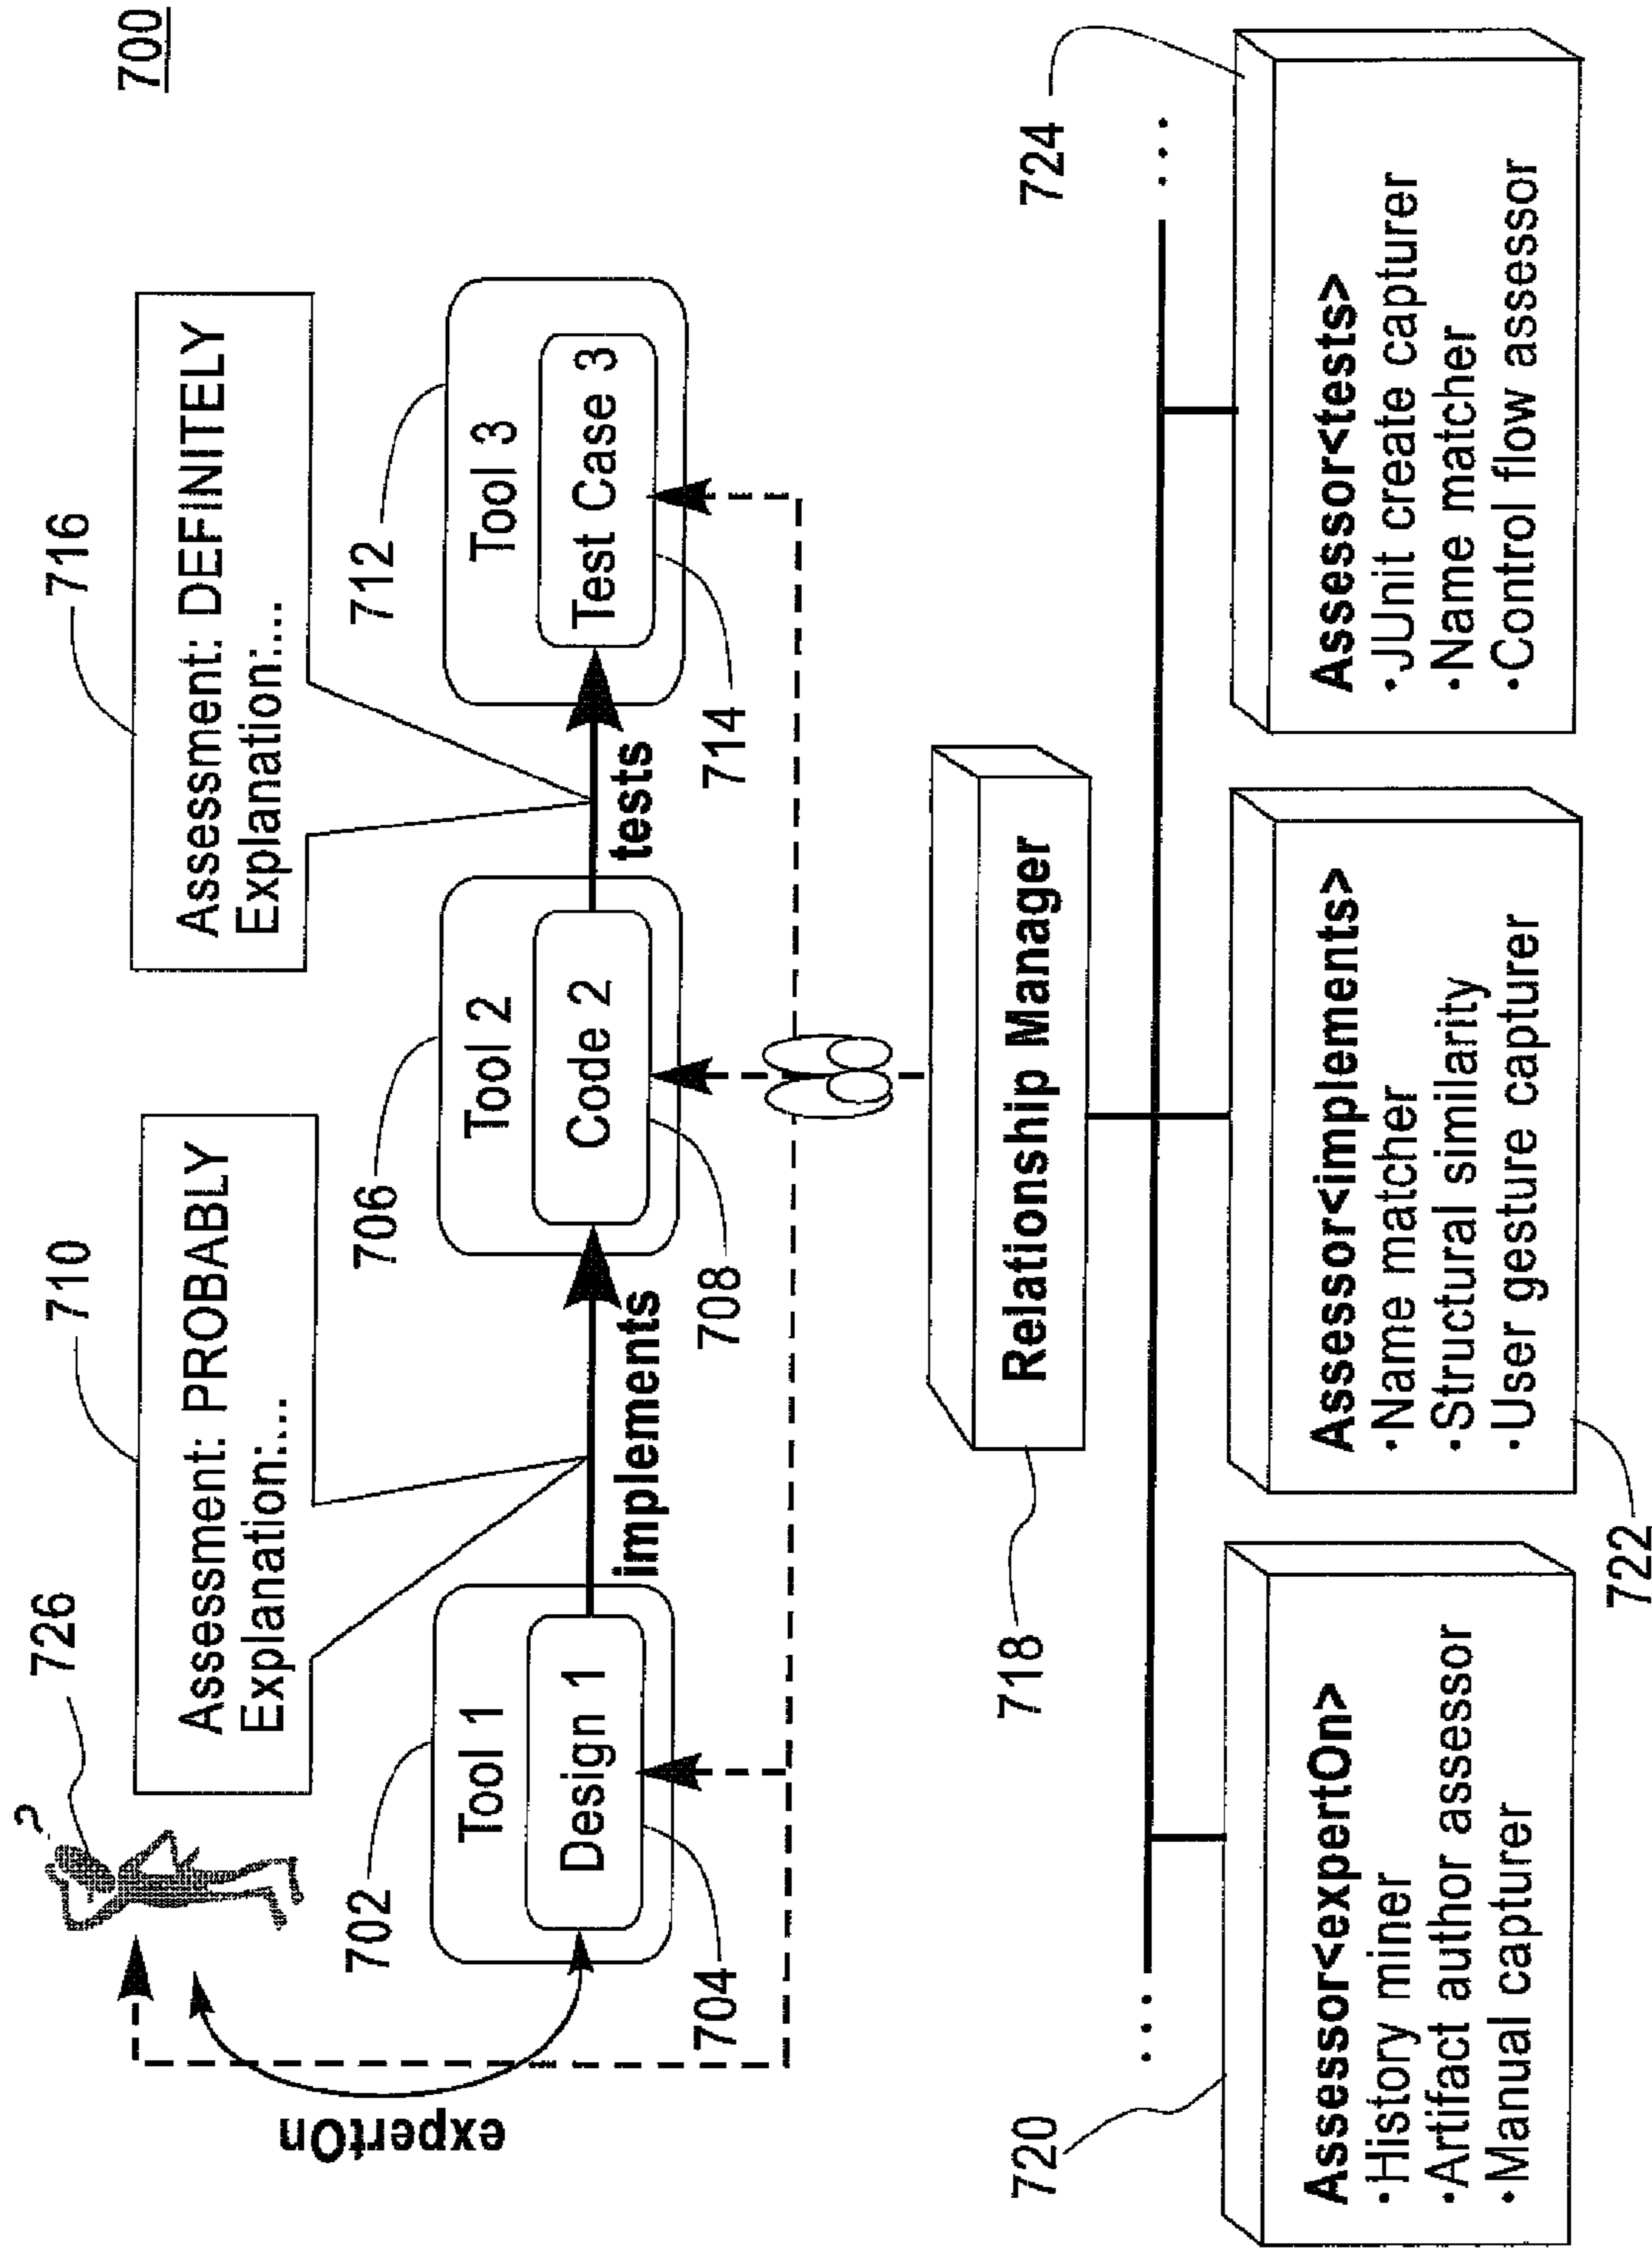 700
726
710
716
Assessment: PROBABLY
Explanation:...
Assessment: DEFINITELY
Explanation:...
expertOn
702
Tool 1
Design 1
704
implements
706
Tool 2
Code 2
708
tests
712
Tool 3
Test Case 3
714
718
Relationship Manager
720
Assessor<expertOn>
•History miner
•Artifact author assessor
•Manual capturer
Assessor<implements>
•Name matcher
•Structural similarity
•User gesture capturer
722
724
Assessor<tests>
•JUnit create capturer
•Name matcher
•Control flow assessor